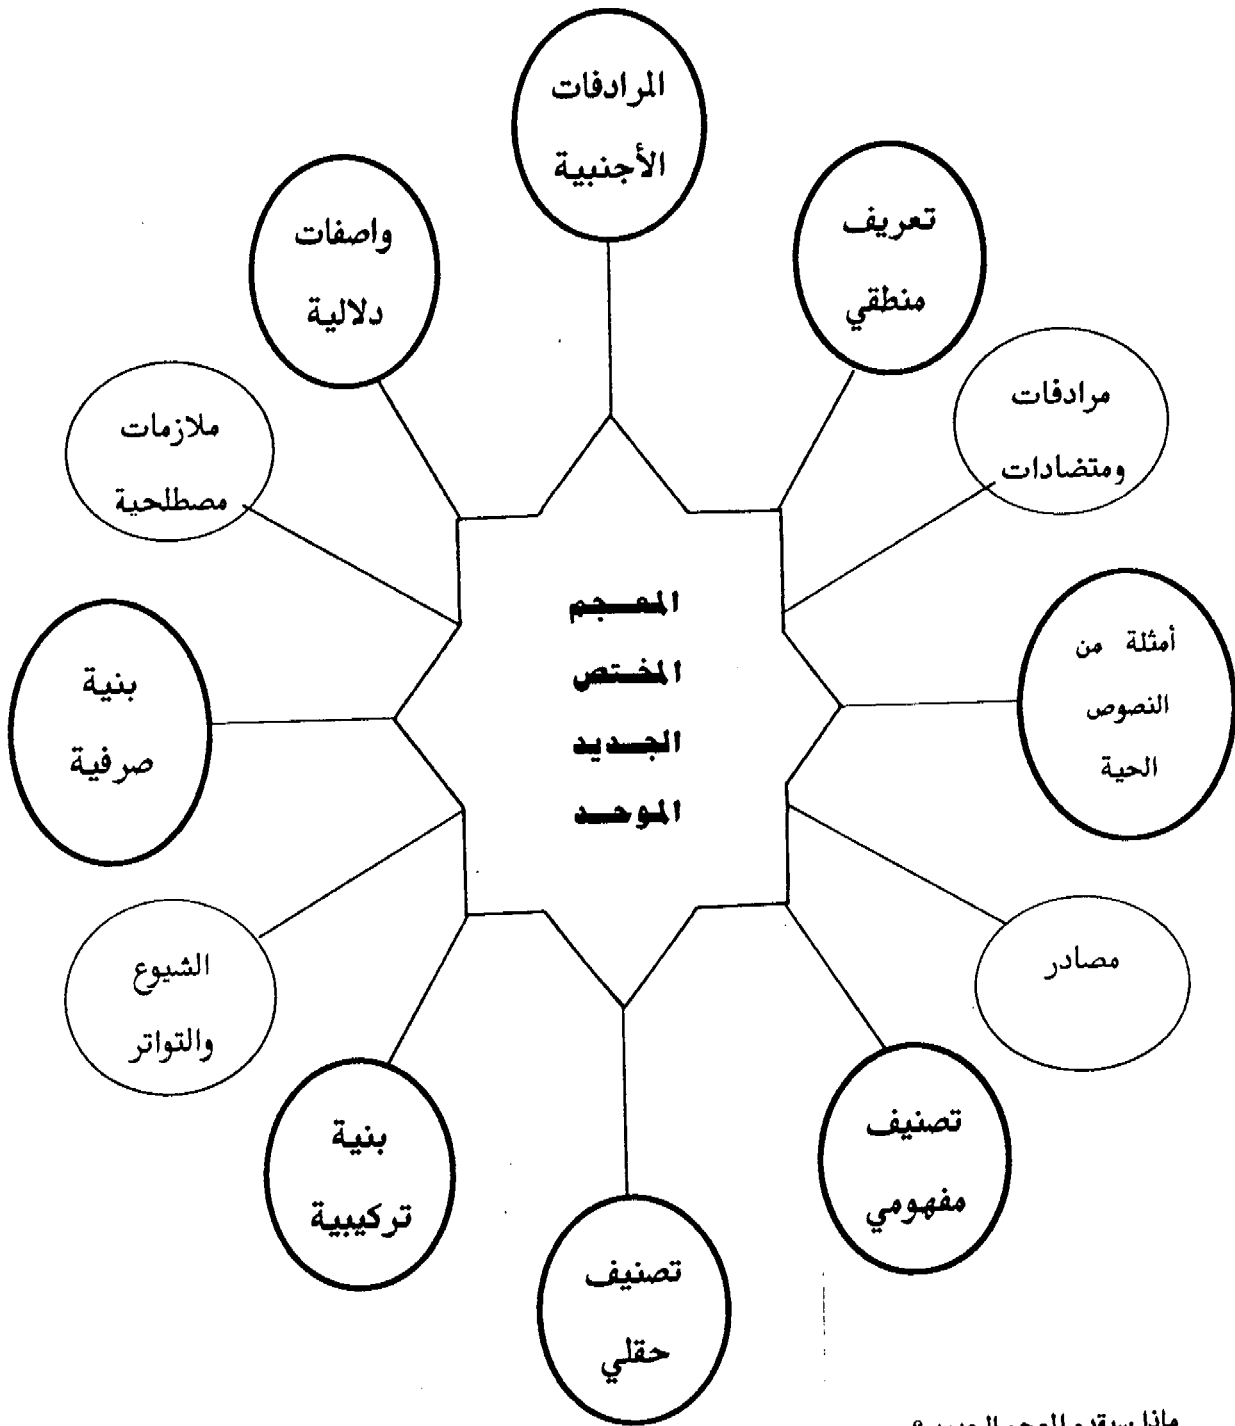 المرادفات
الأجنبية
تعريف
منطقي
واصفات
دلالية
مرادفات
ومتضادات
ملازمات
مصطلحية
أمثلة من
النصوص
الحية
المعجم
المختص
الجديد
الموحد
بنية
صرفية
مصادر
الشيوع
والتواتر
تصنيف
مفهومي
بنية
تركيبية
تصنيف
حقلي